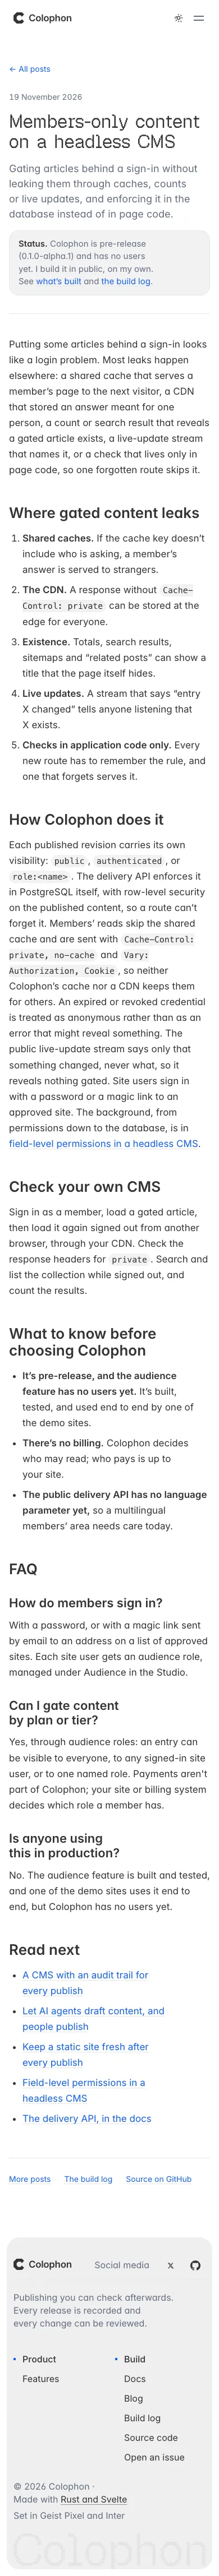 Colophon
← All posts
19 November 2026
Members-only content
on a headless CMS
Gating articles behind a sign-in without
leaking them through caches, counts
or live updates, and enforcing it in the
database instead of in page code.
Status. Colophon is pre-release
(0.1.0-alpha.1) and has no users
yet. I build it in public, on my own.
See what's built and the build log.
Putting some articles behind a sign-in looks
like a login problem. Most leaks happen
elsewhere: a shared cache that serves a
member's page to the next visitor, a CDN
that stored an answer meant for one
person, a count or search result that reveals
a gated article exists, a live-update stream
that names it, or a check that lives only in
page code, so one forgotten route skips it.
Where gated content leaks
1. Shared caches. If the cache key doesn't
include who is asking, a member's
answer is served to strangers.
2. The CDN. A response without Cache-
Control: private can be stored at the
edge for everyone.
3. Existence. Totals, search results,
sitemaps and "related posts" can show a
title that the page itself hides.
4. Live updates. A stream that says "entry
X changed" tells anyone listening that
X exists.
5. Checks in application code only. Every
new route has to remember the rule, and
one that forgets serves it.
How Colophon does it
Each published revision carries its own
visibility: public, authenticated, or
role:<name>. The delivery API enforces it
in PostgreSQL itself, with row-level security
on the published content, so a route can't
forget it. Members' reads skip the shared
cache and are sent with Cache-Control:
private, no-cache and Vary:
Authorization, Cookie, so neither
Colophon's cache nor a CDN keeps them
for others. An expired or revoked credential
is treated as anonymous rather than as an
error that might reveal something. The
public live-update stream says only that
something changed, never what, so it
reveals nothing gated. Site users sign in
with a password or a magic link to an
approved site. The background, from
permissions down to the database, is in
field-level permissions in a headless CMS.
Check your own CMS
Sign in as a member, load a gated article,
then load it again signed out from another
browser, through your CDN. Check the
response headers for private. Search and
list the collection while signed out, and
count the results.
What to know before
choosing Colophon
• It's pre-release, and the audience
feature has no users yet. It's built,
tested, and used end to end by one of
the demo sites.
• There's no billing. Colophon decides
who may read; who pays is up to
your site.
• The public delivery API has no language
parameter yet, so a multilingual
members' area needs care today.
FAQ
How do members sign in?
With a password, or with a magic link sent
by email to an address on a list of approved
sites. Each site user gets an audience role,
managed under Audience in the Studio.
Can I gate content
by plan or tier?
Yes, through audience roles: an entry can
be visible to everyone, to any signed-in site
user, or to one named role. Payments aren't
part of Colophon; your site or billing system
decides which role a member has.
Is anyone using
this in production?
No. The audience feature is built and tested,
and one of the demo sites uses it end to
end, but Colophon has no users yet.
Read next
• A CMS with an audit trail for
every publish
• Let AI agents draft content, and
people publish
• Keep a static site fresh after
every publish
• Field-level permissions in a
headless CMS
• The delivery API, in the docs
More posts The build log Source on GitHub
Colophon Social media
Publishing you can check afterwards.
Every release is recorded and
every change can be reviewed.
Product Build
Features Docs
Blog
Build log
Source code
Open an issue
© 2026 Colophon ·
Made with Rust and Svelte
Set in Geist Pixel and Inter
Colophon